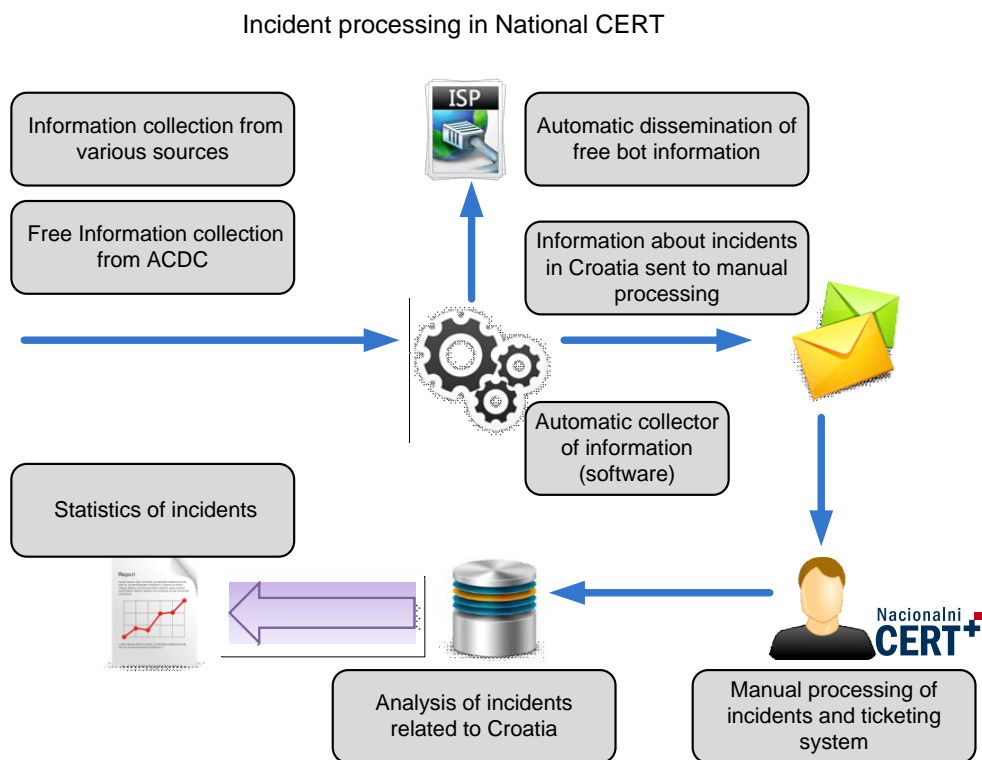 Incident processing in National CERT
Information collection from
various sources
ISP
Automatic dissemination of
free bot information
Free Information collection
from ACDC
Information about incidents
in Croatia sent to manual
processing
Automatic collector
of information
(software)
Statistics of incidents
Report
Nacionalni
CERT
Analysis of incidents
related to Croatia
Manual processing of
incidents and ticketing
system